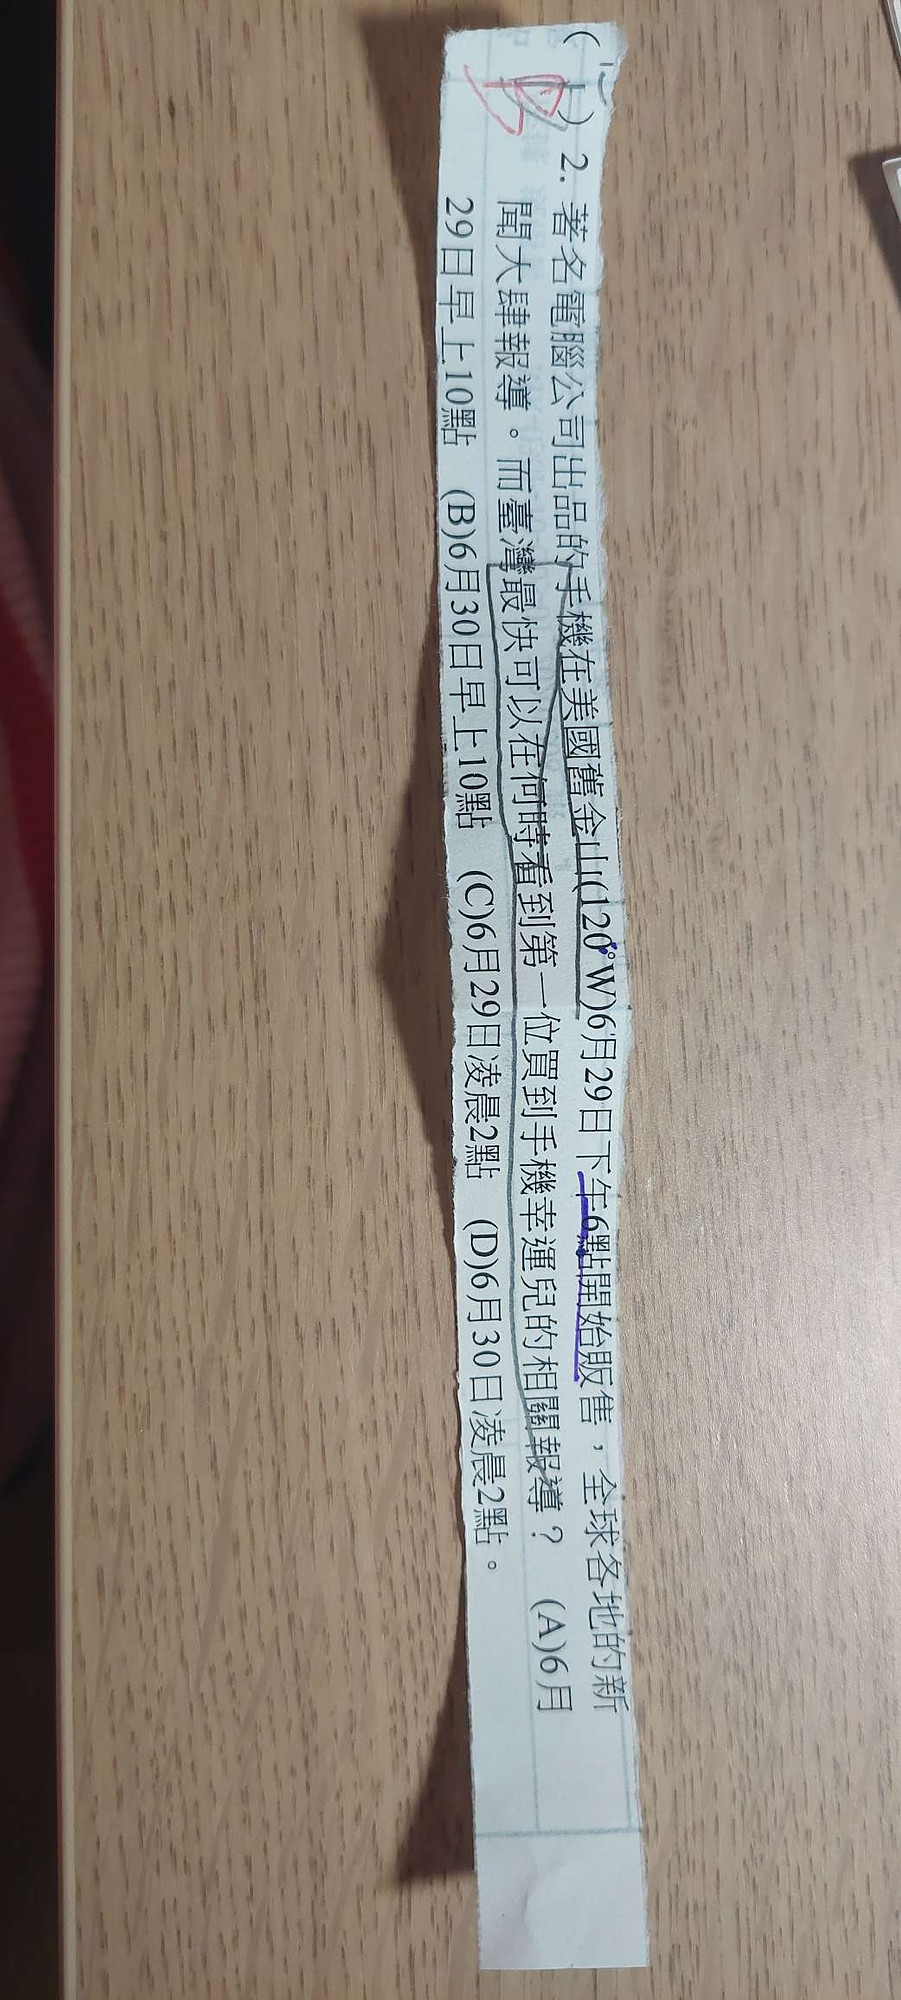 (B) 2. 著名電腦公司出品的手機在美國舊金山(120°W)6月29日下午6點開始販售，全球各地的新
聞大肆報導。而臺灣最快可以在何時看到第一位買到手機幸運兒的相關報導？ (A)6月
29日早上10點 (B)6月30日早上10點 (C)6月29日凌晨2點 (D)6月30日凌晨2點。